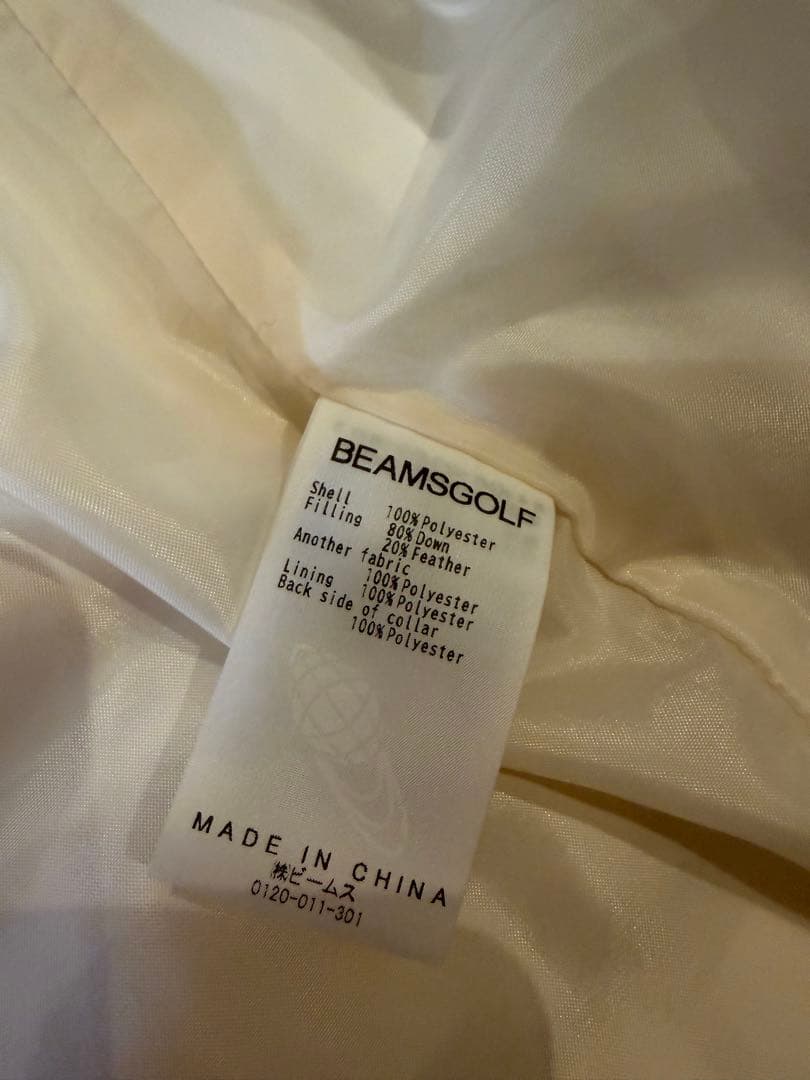 BEAMSGOLF
Shell 100%Polyester
Filling 80%Down
20%Feather
Another fabric
100%Polyester
Lining 100%Polyester
Back side of collar
100%Polyester
MADE IN CHINA
㈱ビームス
0120-011-301